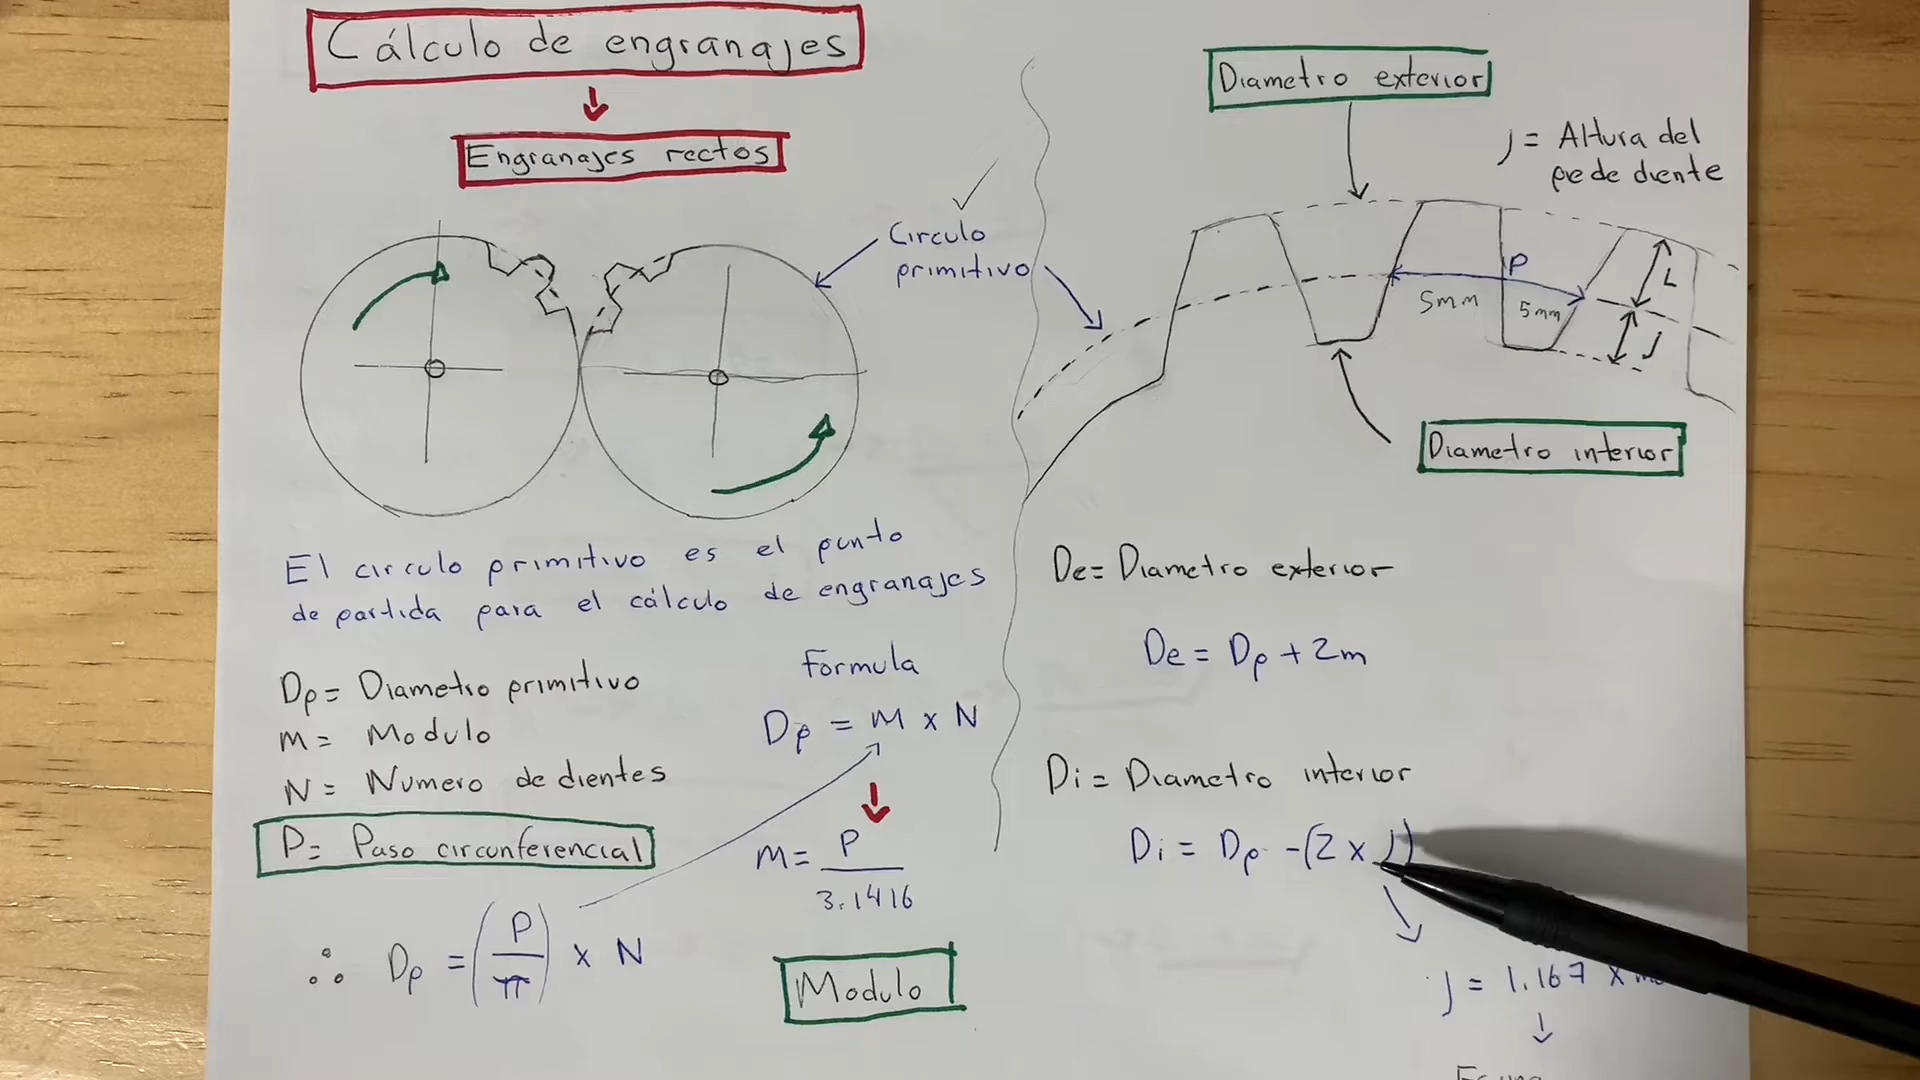 Cálculo de engranajes
Engranajes rectos
Circulo
primitivo
El circulo primitivo es el punto
de partida para el cálculo de engranajes
Dp= Diametro primitivo
m= Modulo
N= Numero de dientes
P= Paso circunferencial
∴ Dp = (P/π) x N
Formula
Dp = M x N
m= P
3.1416
Modulo
Diametro exterior
J = Altura del
pie de diente
P
5mm
5mm
L
J
Diametro interior
De= Diametro exterior
De = Dp + 2m
Di = Diametro interior
Di = Dp -(2 x J)
J = 1.167 x
Es una